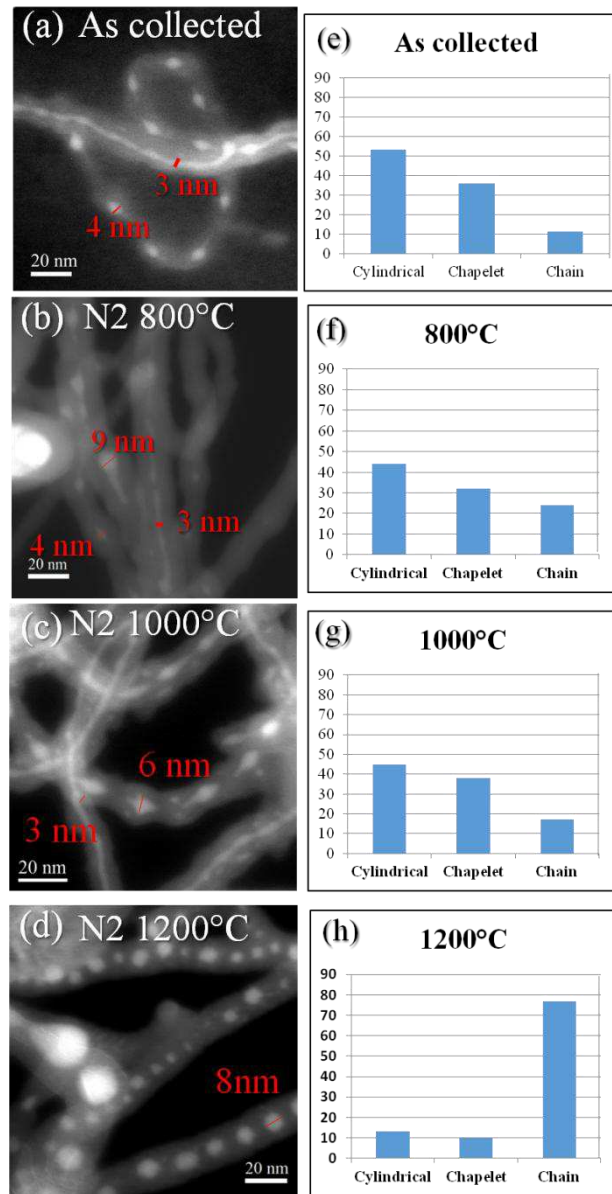 (a) As collected
3 nm
4 nm
20 nm
(e)
As collected
90
80
70
60
50
40
30
20
10
0
Cylindrical Chapelet Chain
(b) N2 800°C
9 nm
3 nm
4 nm
20 nm
(f)
800°C
90
80
70
60
50
40
30
20
10
0
Cylindrical Chapelet Chain
(c) N2 1000°C
6 nm
3 nm
20 nm
(g)
1000°C
90
80
70
60
50
40
30
20
10
0
Cylindrical Chapelet Chain
(d) N2 1200°C
8nm
20 nm
(h)
1200°C
90
80
70
60
50
40
30
20
10
0
Cylindrical Chapelet Chain